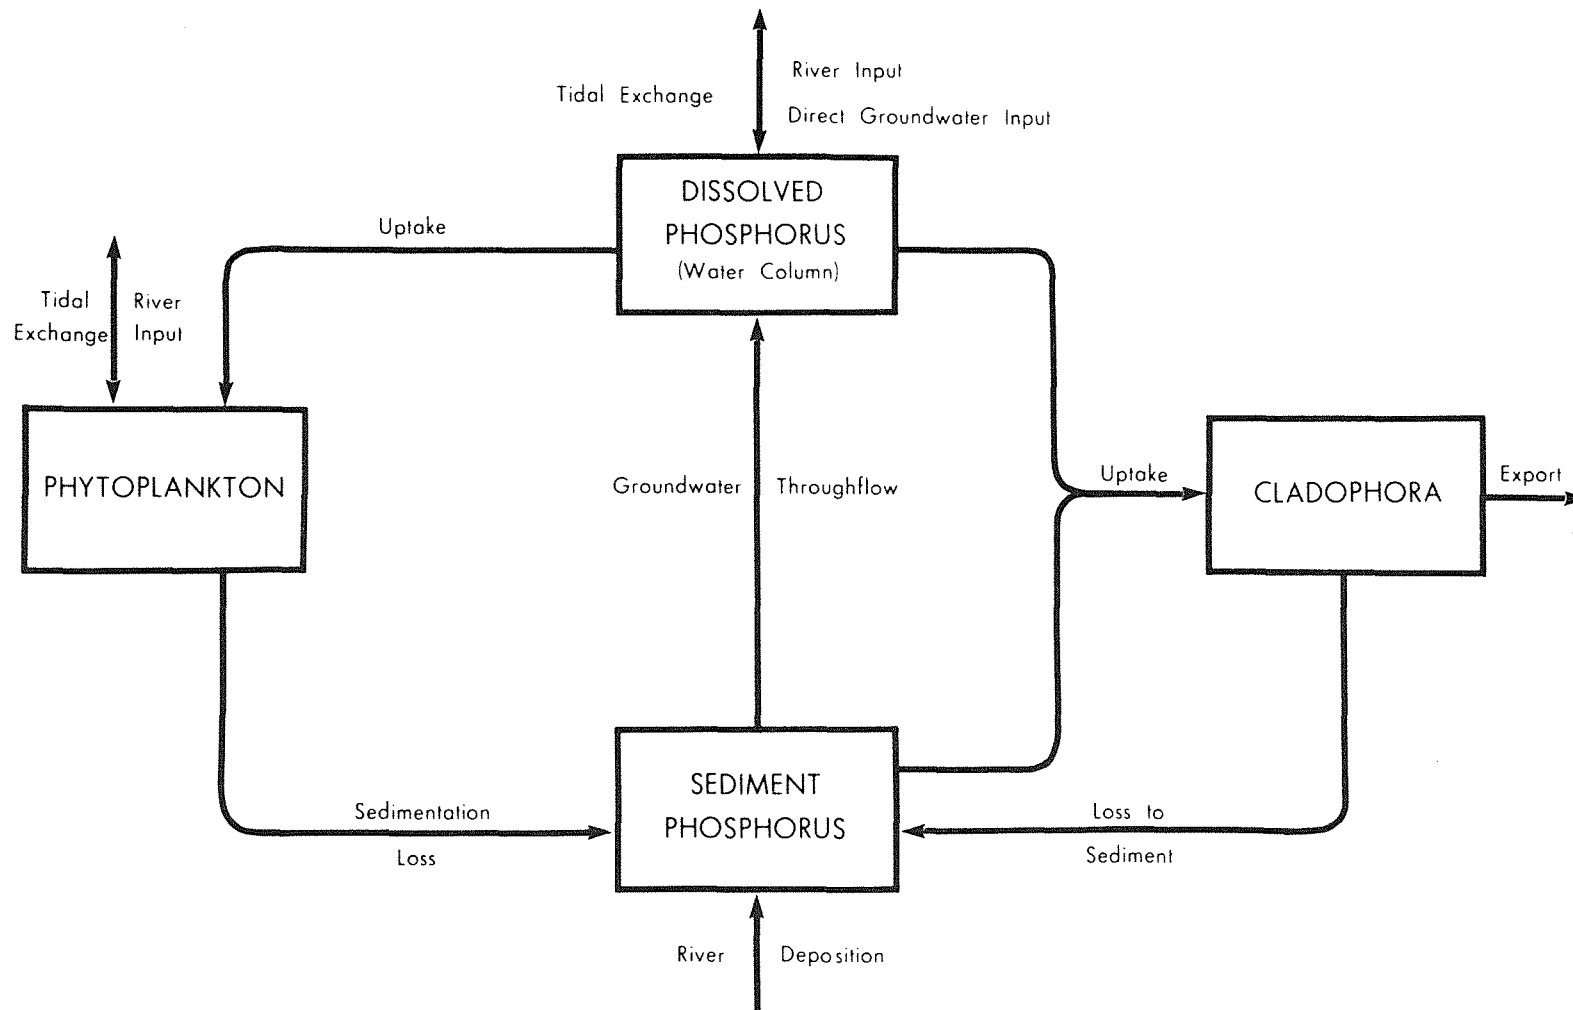 River Input
Tidal Exchange
Direct Groundwater Input
DISSOLVED
PHOSPHORUS
(Water Column)
Uptake
Tidal River
Exchange Input
PHYTOPLANKTON
Groundwater Throughflow
Uptake
CLADOPHORA
Export
SEDIMENT
PHOSPHORUS
Sedimentation
Loss
Loss to
Sediment
River Deposition